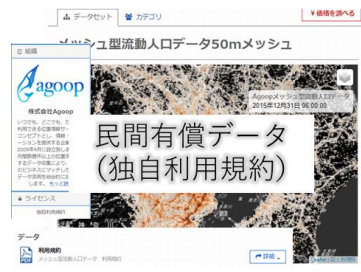 データセット
カテゴリ
¥価格を調べる
メッシュ型流動人口データ50mメッシュ
組織
agoop
Agoopメッシュ型流動人口データ
2015年12月31日 06:00:00
株式会社Agoop
民間有償データ
(独自利用規約)
ライセンス
独自利用規約
データ
利用規約
メッシュ型流動人口データ 利用規約
詳細